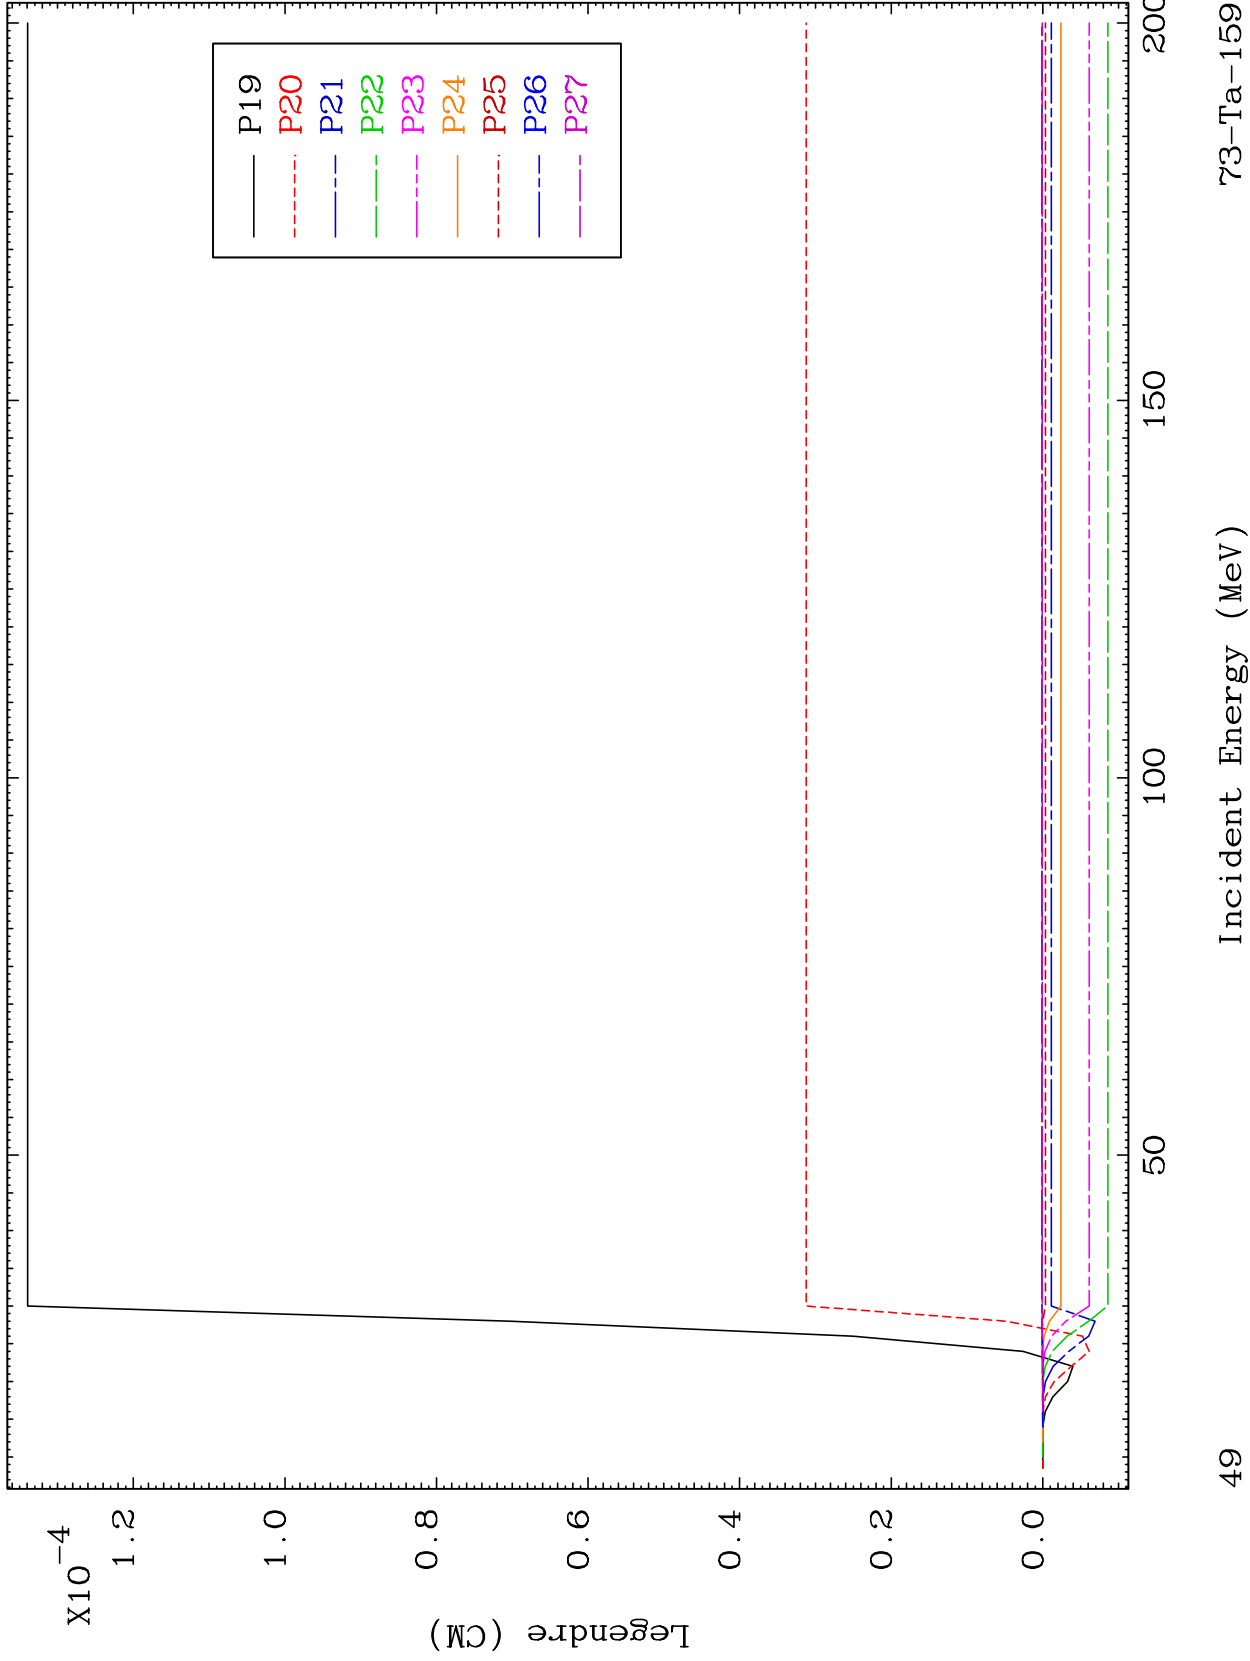 X10-4
1.2
1.0
0.8
0.6
0.4
0.2
0.0
Legendre (CM)
P19
P20
P21
P22
P23
P24
P25
P26
P27
50
100
150
200
Incident Energy (MeV)
49
73-Ta-159